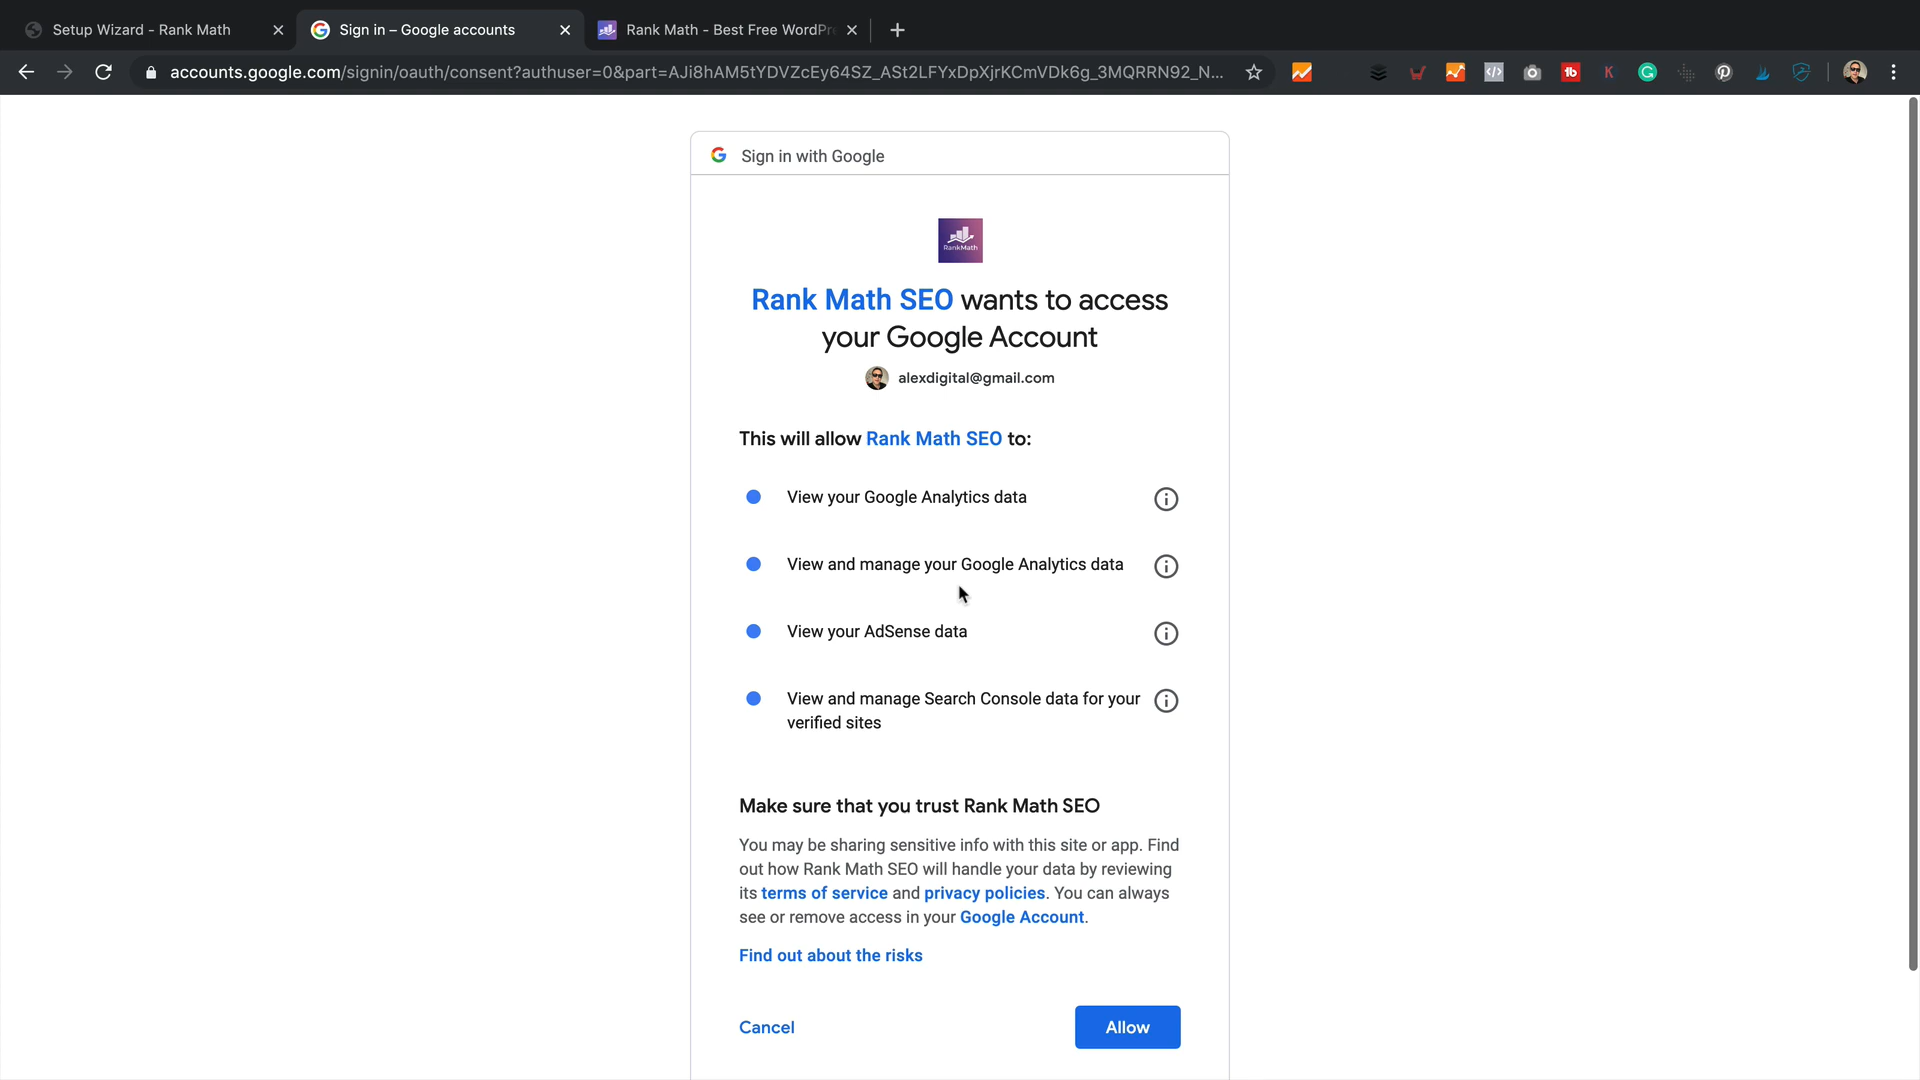 Setup Wizard - Rank Math
Sign in – Google accounts
Rank Math - Best Free WordPr
accounts.google.com/signin/oauth/consent?authuser=0&part=AJi8hAM5tYDVZcEy64SZ_ASt2LFYxDpXjrKCmVDk6g_3MQRRN92_N...
Sign in with Google
RankMath
Rank Math SEO wants to access
your Google Account
alexdigital@gmail.com
This will allow Rank Math SEO to:
View your Google Analytics data
View and manage your Google Analytics data
View your AdSense data
View and manage Search Console data for your
verified sites
Make sure that you trust Rank Math SEO
You may be sharing sensitive info with this site or app. Find
out how Rank Math SEO will handle your data by reviewing
its terms of service and privacy policies. You can always
see or remove access in your Google Account.
Find out about the risks
Cancel
Allow